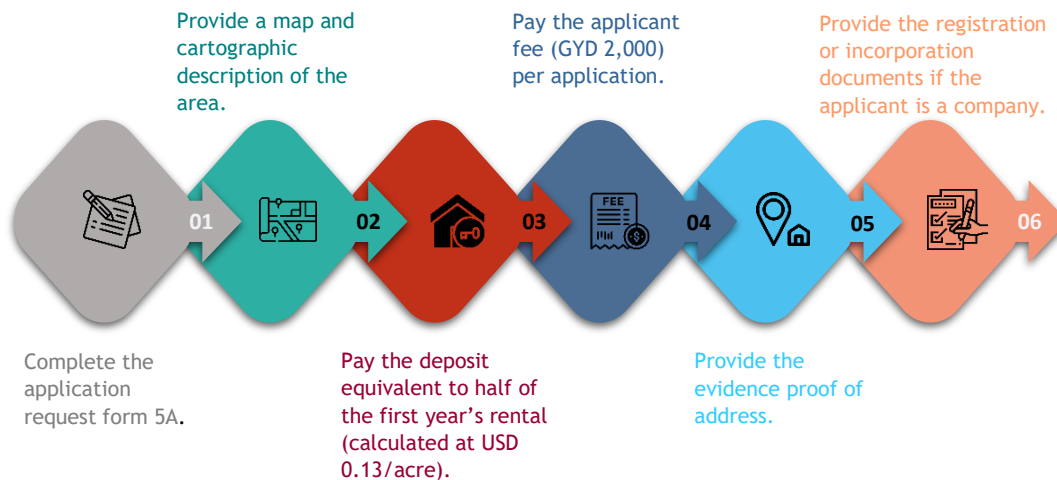 Provide a map and
cartographic
description of the
area.
Pay the applicant
fee (GYD 2,000)
per application.
Provide the registration
or incorporation
documents if the
applicant is a company.
01
02
03
FEE
04
05
06
Complete the
application
request form 5A.
Pay the deposit
equivalent to half of
the first year’s rental
(calculated at USD
0.13/acre).
Provide the
evidence proof of
address.